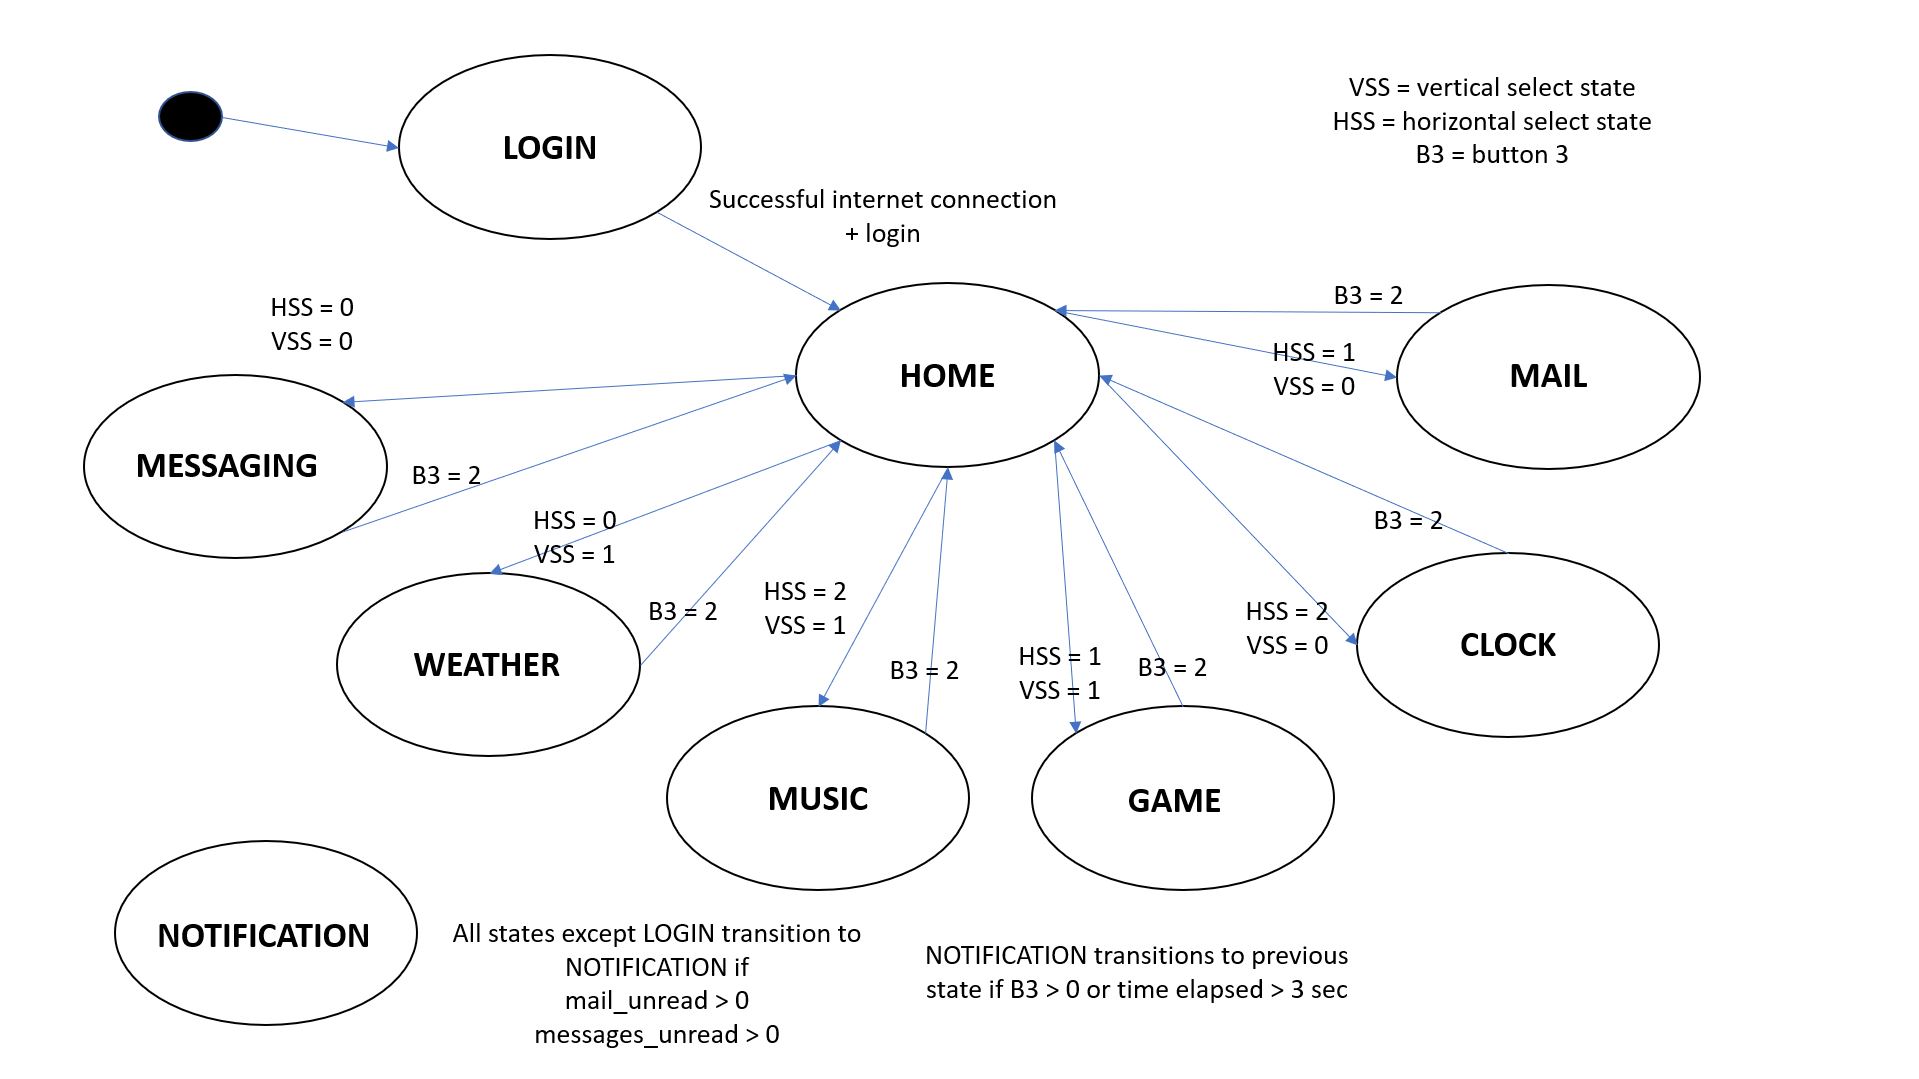 LOGIN
VSS = vertical select state
HSS = horizontal select state
B3 = button 3
Successful internet connection
+ login
HSS = 0
VSS = 0
B3 = 2
HOME
HSS = 1
VSS = 0
MAIL
MESSAGING
B3 = 2
HSS = 0
VSS = 1
B3 = 2
HSS = 2
VSS = 1
B3 = 2
HSS = 1
VSS = 1
B3 = 2
B3 = 2
HSS = 2
VSS = 0
CLOCK
WEATHER
MUSIC
GAME
NOTIFICATION
All states except LOGIN transition to
NOTIFICATION if
mail_unread > 0
messages_unread > 0
NOTIFICATION transitions to previous
state if B3 > 0 or time elapsed > 3 sec